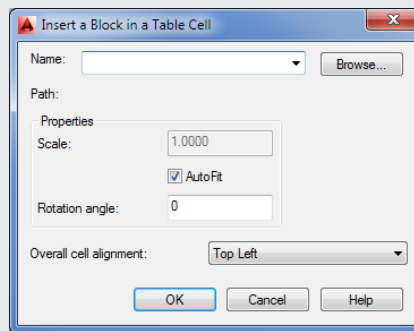 Insert a Block in a Table Cell
Name: Browse...
Path:
Properties
Scale: 1.0000
AutoFit
Rotation angle: 0
Overall cell alignment: Top Left
OK Cancel Help